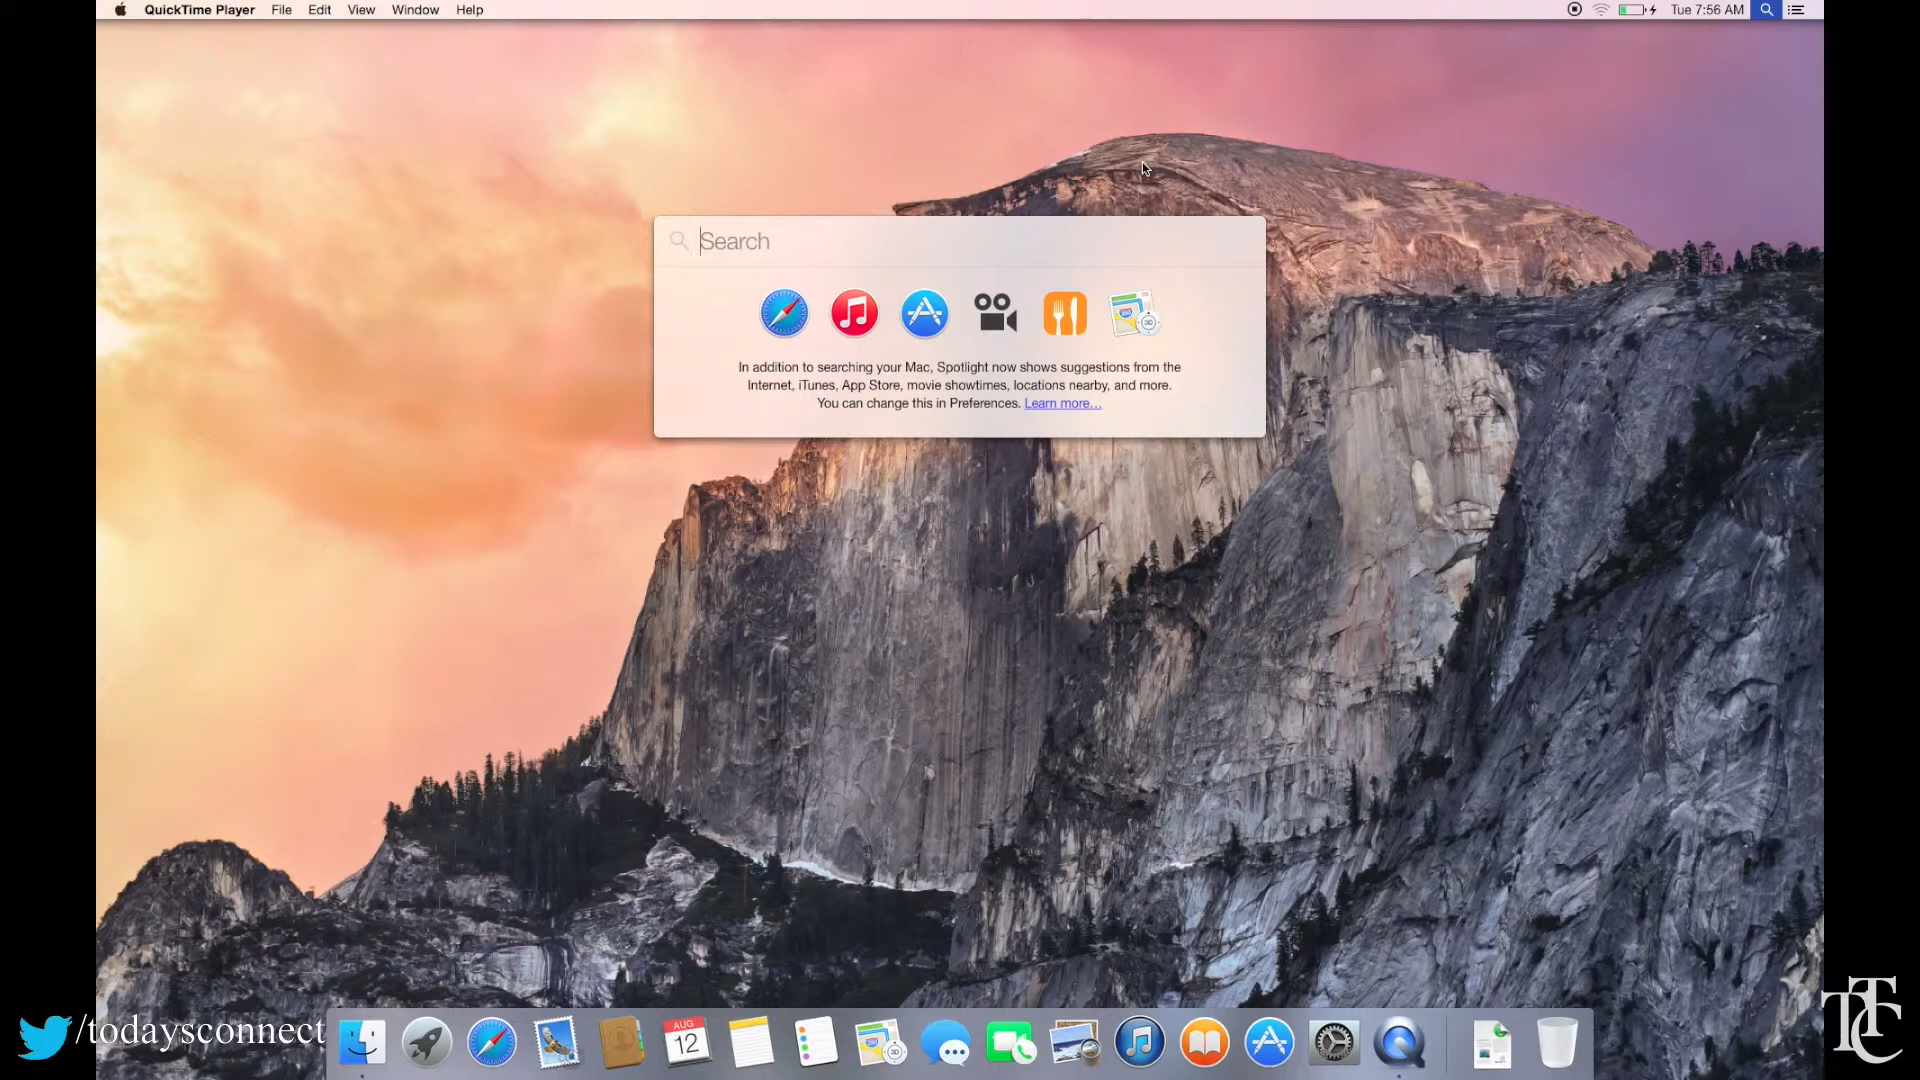 QuickTime Player File Edit View Window Help
Tue 7:56 AM
Search
In addition to searching your Mac, Spotlight now shows suggestions from the
Internet, iTunes, App Store, movie showtimes, locations nearby, and more.
You can change this in Preferences. Learn more...
/todaysconnect
AUG
12
3D
TTC